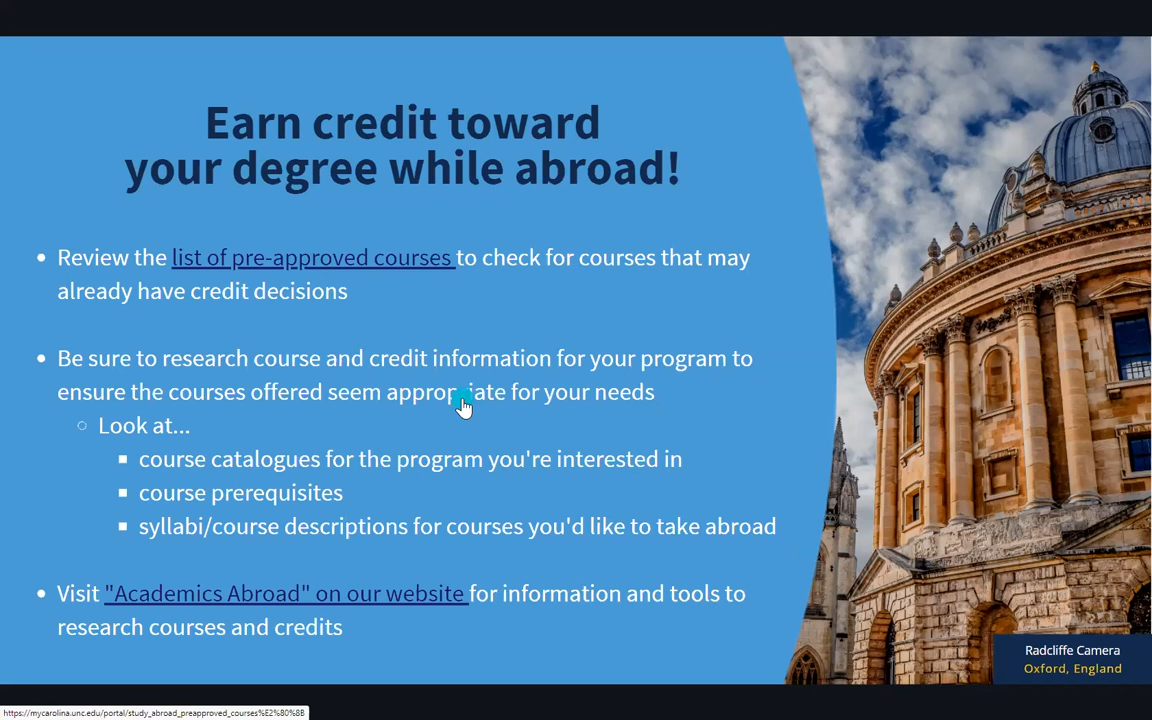 Earn credit toward
your degree while abroad!
• Review the list of pre-approved courses to check for courses that may
already have credit decisions
• Be sure to research course and credit information for your program to
ensure the courses offered seem appropriate for your needs
○ Look at...
▪ course catalogues for the program you're interested in
▪ course prerequisites
▪ syllabi/course descriptions for courses you'd like to take abroad
• Visit "Academics Abroad" on our website for information and tools to
research courses and credits
Radcliffe Camera
Oxford, England
https://mycarolina.unc.edu/portal/study_abroad_preapproved_courses%E2%80%8B